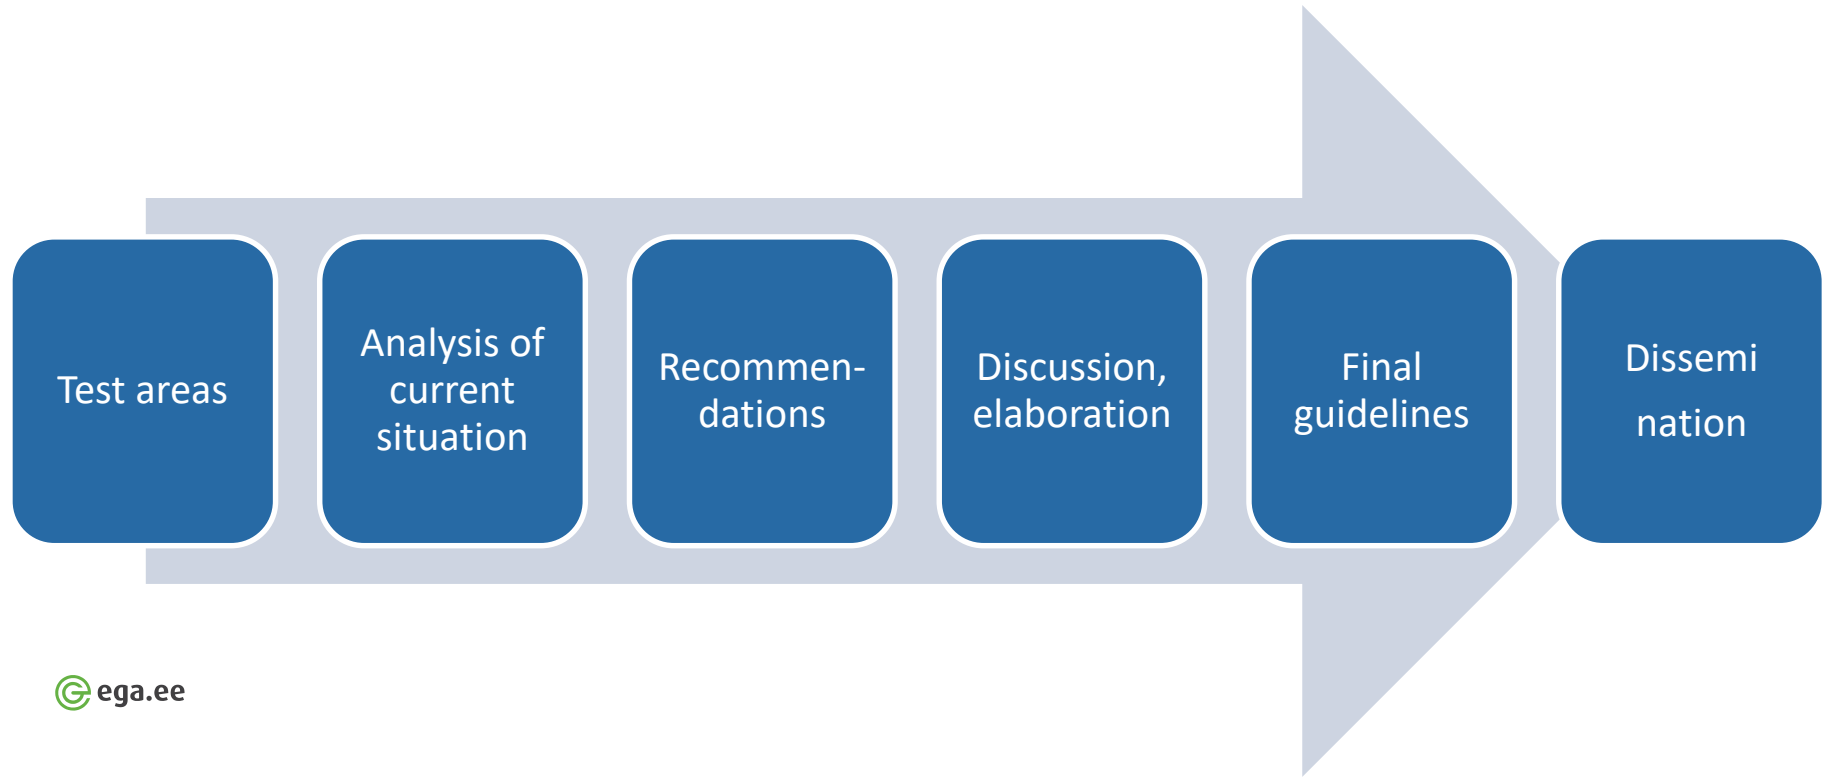 Test areas
Analysis of
current
situation
Recommen-
dations
Discussion,
elaboration
Final
guidelines
Dissemi
nation
ega.ee